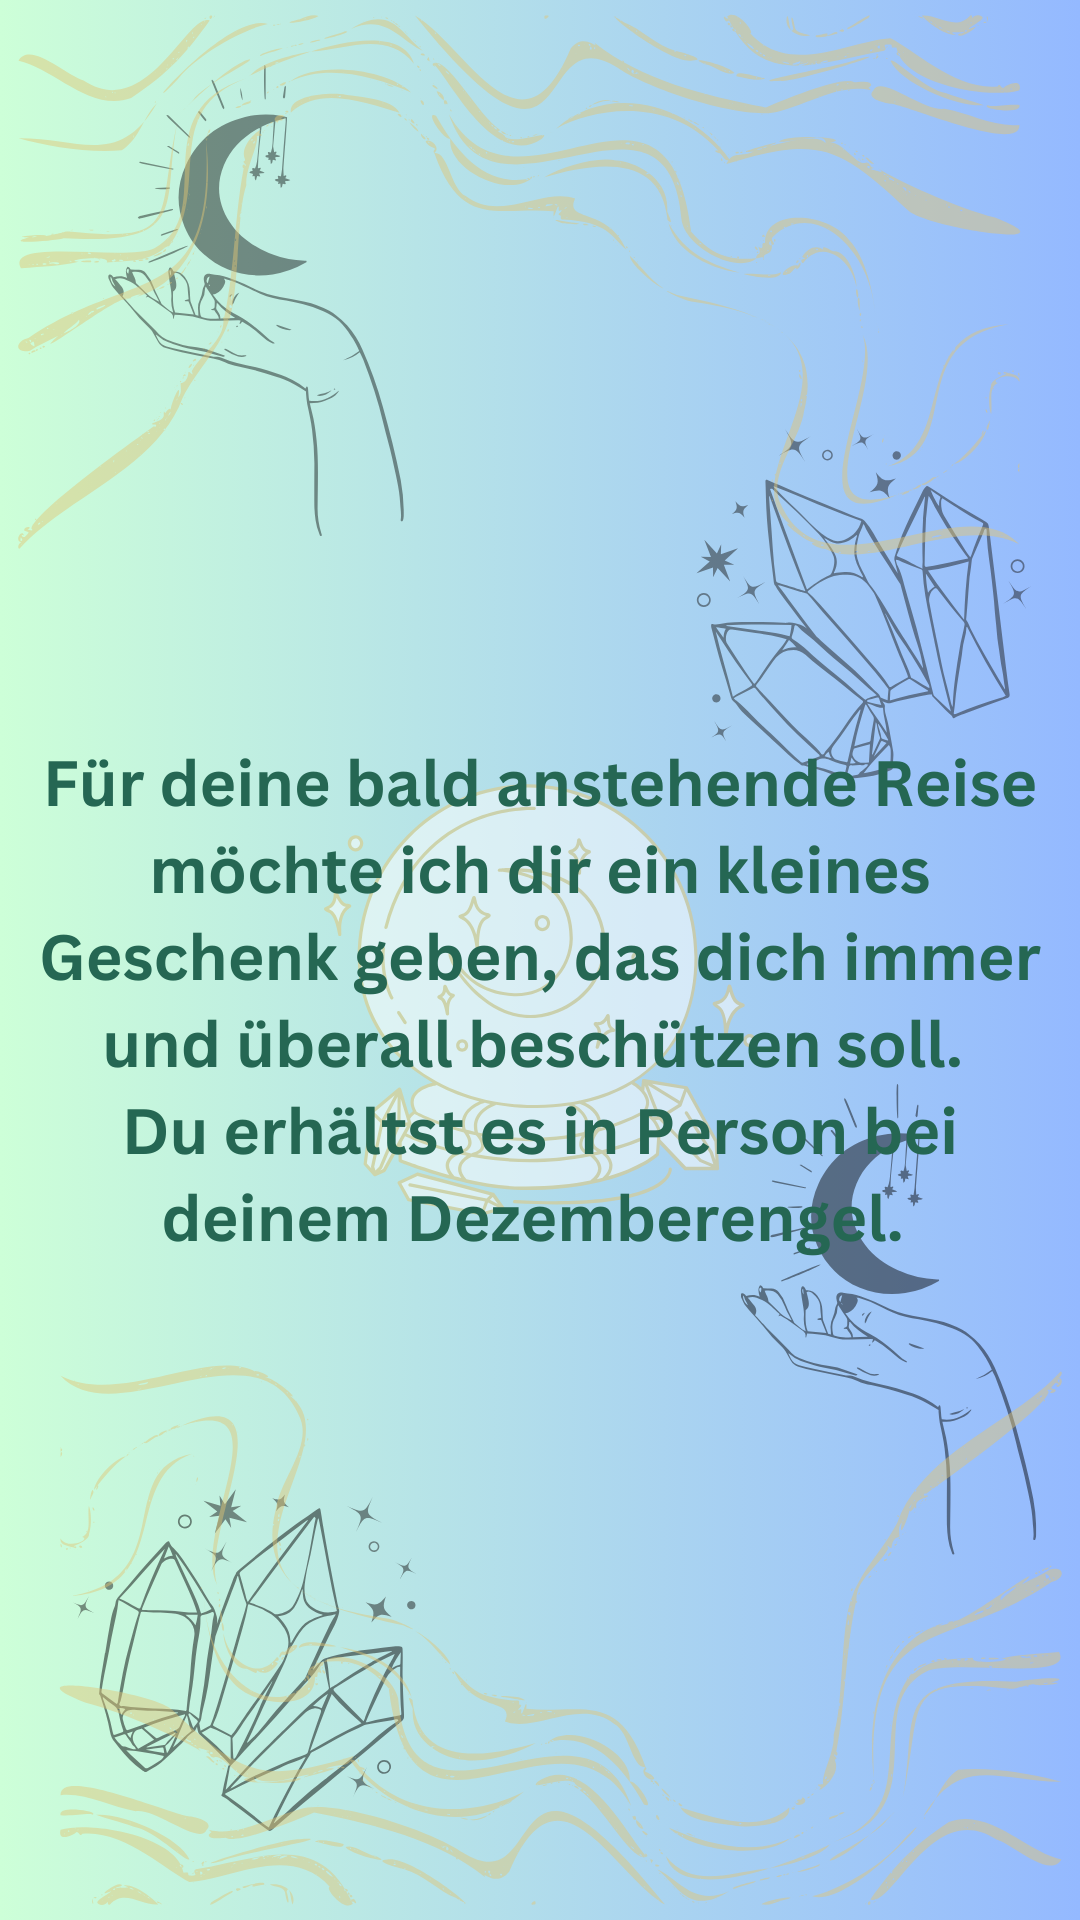 Für deine bald anstehende Reise
möchte ich dir ein kleines
Geschenk geben, das dich immer
und überall beschützen soll.
Du erhältst es in Person bei
deinem Dezemberengel.